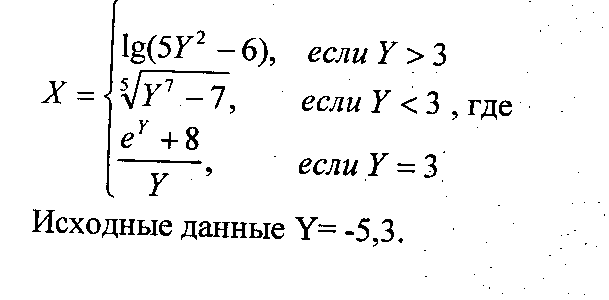 lg(5Y² − 6), если Y > 3
X = { ⁵√(Y⁷ − 7), если Y < 3 , где
(e^Y + 8)/Y, если Y = 3
Исходные данные Y= -5,3.